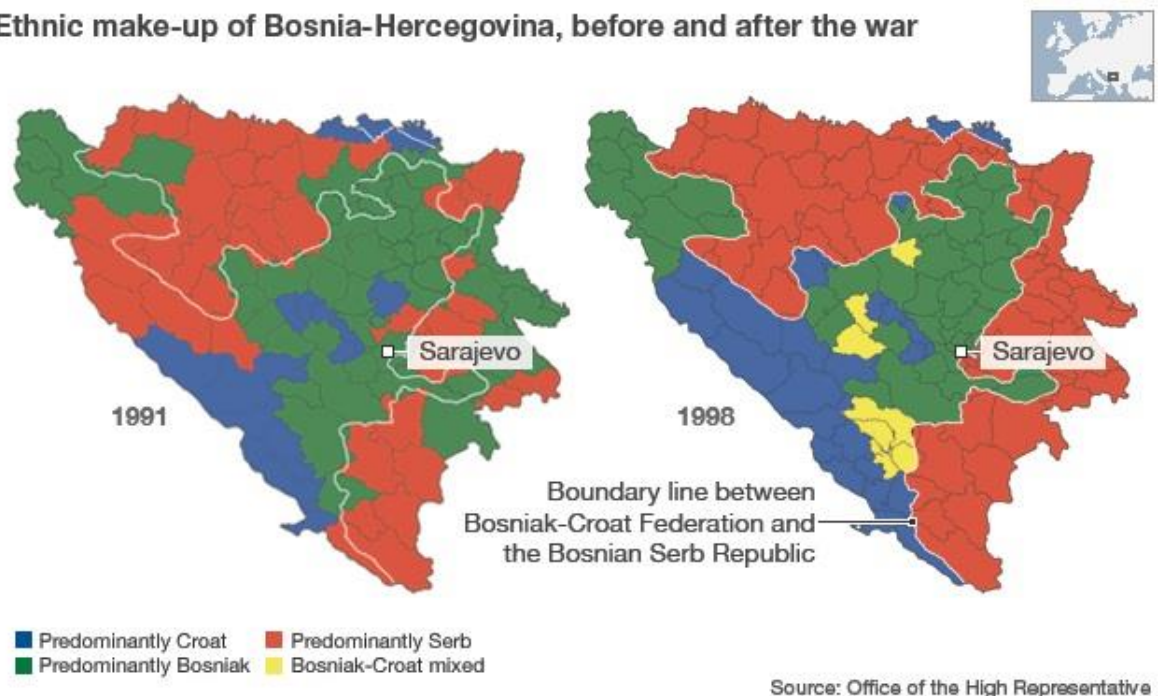 Ethnic make-up of Bosnia-Hercegovina, before and after the war
Sarajevo
1991
Sarajevo
1998
Boundary line between
Bosniak-Croat Federation and
the Bosnian Serb Republic
Predominantly Croat
Predominantly Serb
Predominantly Bosniak
Bosniak-Croat mixed
Source: Office of the High Representative